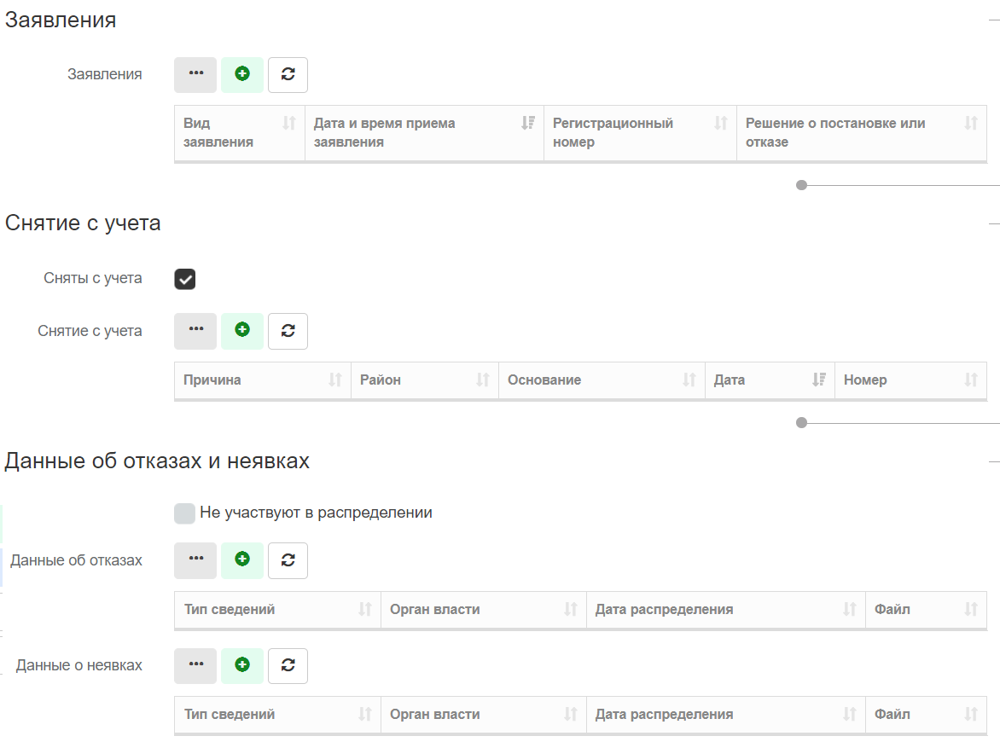 Заявления
Заявления
Вид заявления Дата и время приема заявления Регистрационный номер Решение о постановке или отказе
Снятие с учета
Сняты с учета
Снятие с учета
Причина Район Основание Дата Номер
Данные об отказах и неявках
Не участвуют в распределении
Данные об отказах
Тип сведений Орган власти Дата распределения Файл
Данные о неявках
Тип сведений Орган власти Дата распределения Файл